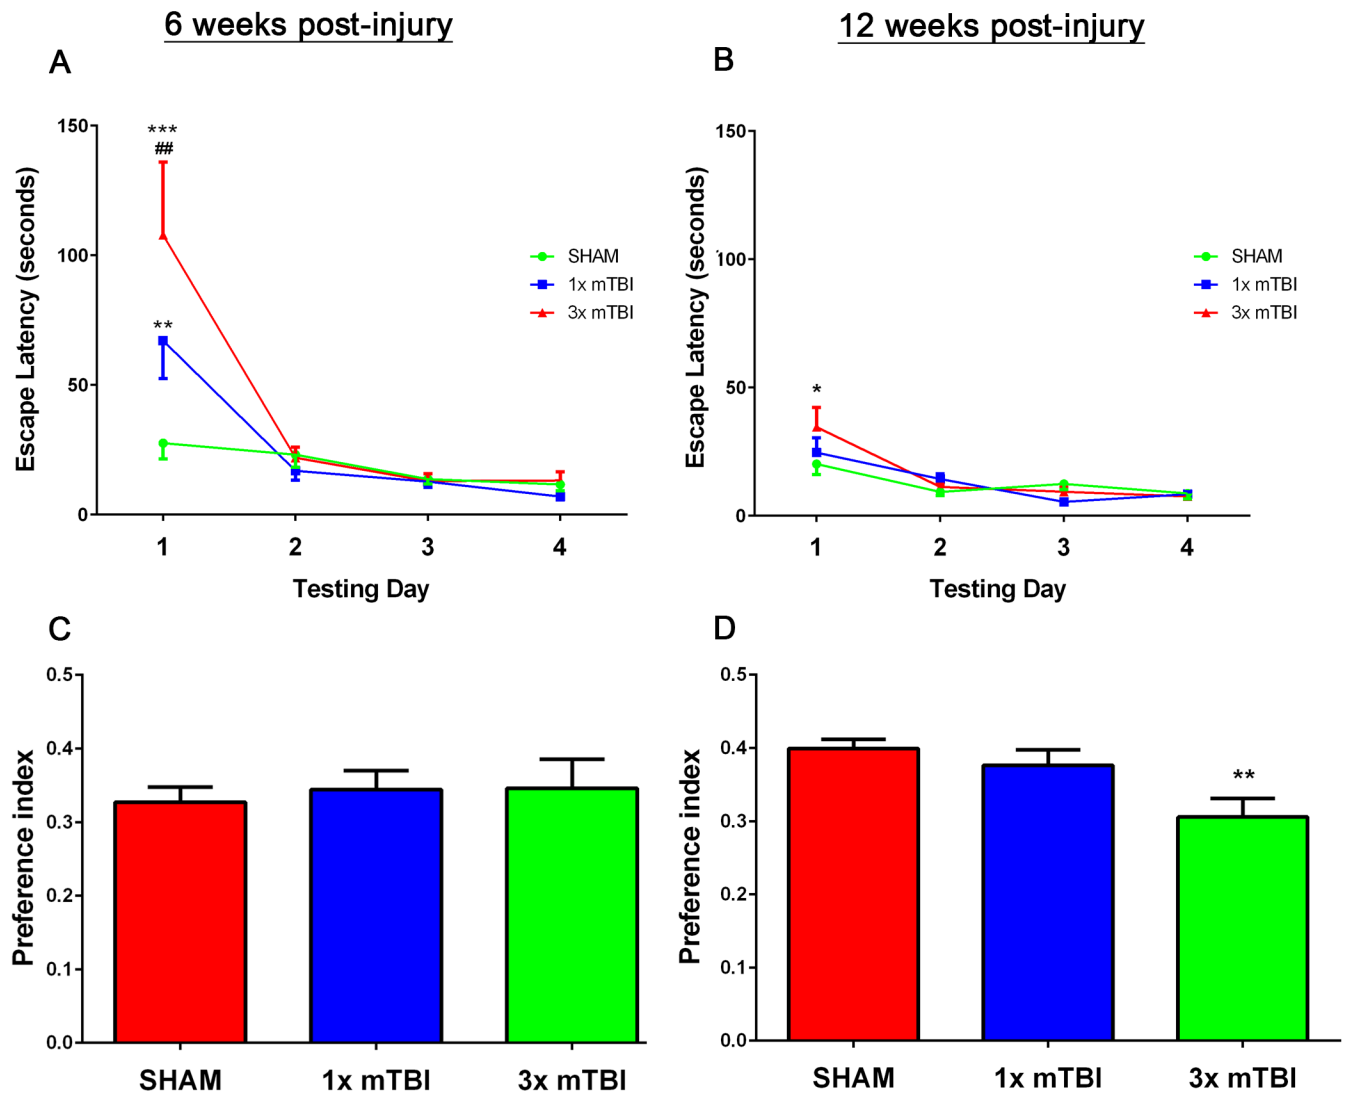 6 weeks post-injury
12 weeks post-injury
A
B
150
100
50
0
***
##
**
Escape Latency (seconds)
SHAM
1x mTBI
3x mTBI
1 2 3 4
Testing Day
150
100
50
0
*
Escape Latency (seconds)
SHAM
1x mTBI
3x mTBI
1 2 3 4
Testing Day
C
D
0.5
0.4
0.3
0.2
0.1
0.0
Preference index
SHAM 1x mTBI 3x mTBI
0.5
0.4
0.3
0.2
0.1
0.0
**
Preference index
SHAM 1x mTBI 3x mTBI